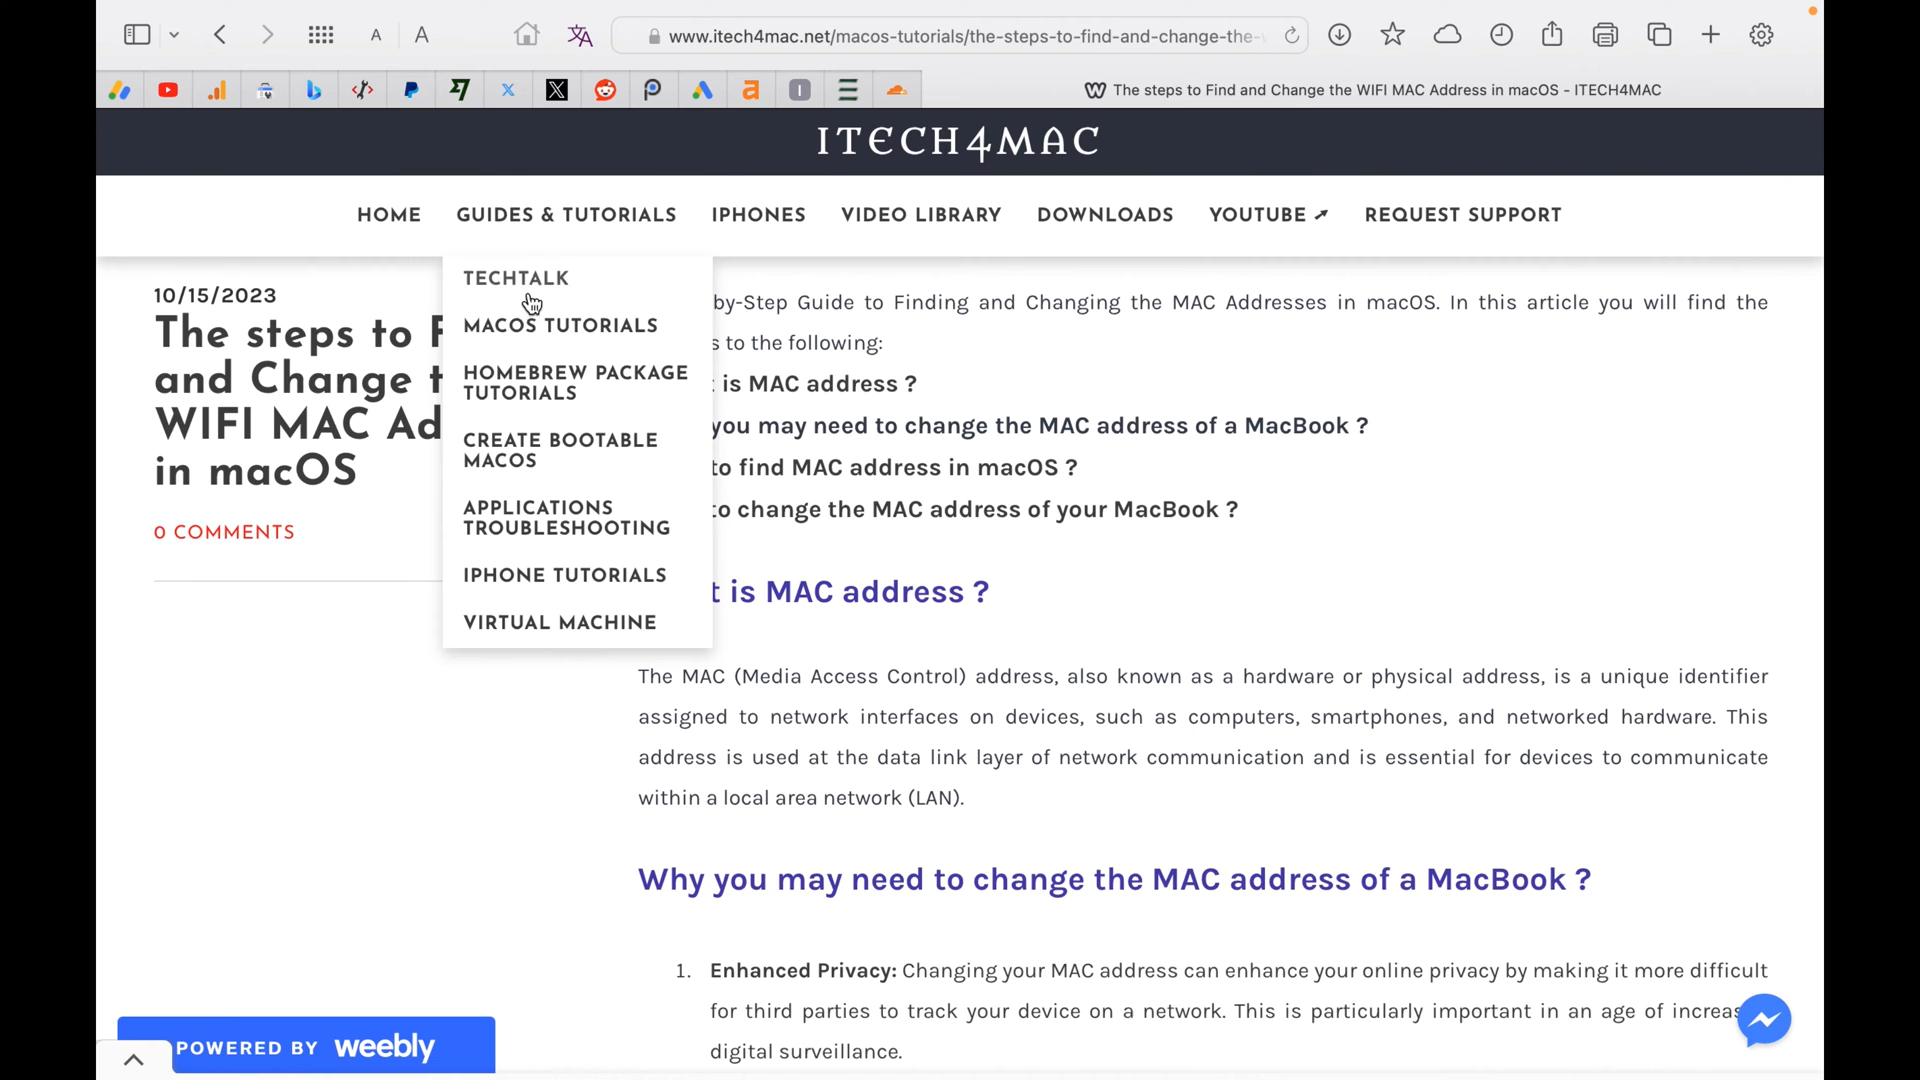 A A www.itech4mac.net/macos-tutorials/the-steps-to-find-and-change-the-
The steps to Find and Change the WIFI MAC Address in macOS - ITECH4MAC
ITECH4MAC
HOME GUIDES & TUTORIALS IPHONES VIDEO LIBRARY DOWNLOADS YOUTUBE ➚ REQUEST SUPPORT
TECHTALK
MACOS TUTORIALS
HOMEBREW PACKAGE
TUTORIALS
CREATE BOOTABLE
MACOS
APPLICATIONS
TROUBLESHOOTING
IPHONE TUTORIALS
VIRTUAL MACHINE
10/15/2023
The steps to F
and Change t
WIFI MAC Ad
in macOS
0 COMMENTS
by-Step Guide to Finding and Changing the MAC Addresses in macOS. In this article you will find the
s to the following:
t is MAC address ?
you may need to change the MAC address of a MacBook ?
to find MAC address in macOS ?
to change the MAC address of your MacBook ?
t is MAC address ?
The MAC (Media Access Control) address, also known as a hardware or physical address, is a unique identifier
assigned to network interfaces on devices, such as computers, smartphones, and networked hardware. This
address is used at the data link layer of network communication and is essential for devices to communicate
within a local area network (LAN).
Why you may need to change the MAC address of a MacBook ?
1. Enhanced Privacy: Changing your MAC address can enhance your online privacy by making it more difficult
for third parties to track your device on a network. This is particularly important in an age of increas
digital surveillance.
POWERED BY weebly